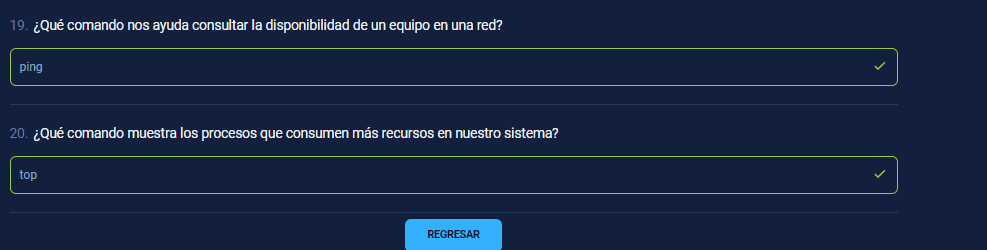 19. ¿Qué comando nos ayuda consultar la disponibilidad de un equipo en una red?
ping
20. ¿Qué comando muestra los procesos que consumen más recursos en nuestro sistema?
top
REGRESAR